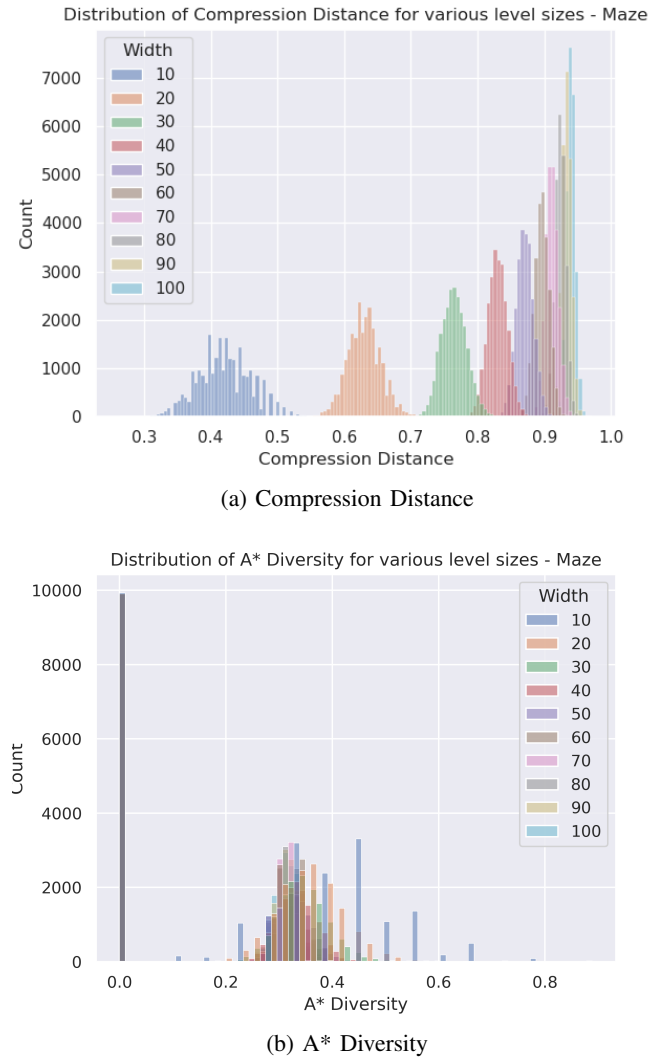 Distribution of Compression Distance for various level sizes - Maze
Width
10
20
30
40
50
60
70
80
90
100
7000
6000
5000
4000
3000
2000
1000
0
Count
0.3 0.4 0.5 0.6 0.7 0.8 0.9 1.0
Compression Distance
(a) Compression Distance
Distribution of A* Diversity for various level sizes - Maze
Width
10
20
30
40
50
60
70
80
90
100
10000
8000
6000
4000
2000
0
Count
0.0 0.2 0.4 0.6 0.8
A* Diversity
(b) A* Diversity